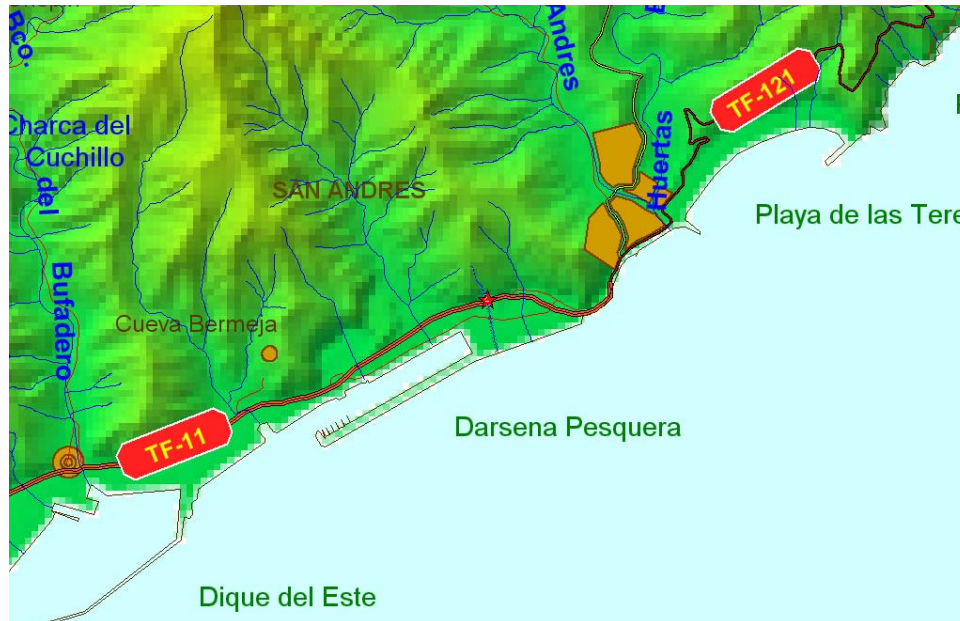 Bco.
del
Bufadero
Charca del
Cuchillo
SAN ANDRES
Andres
Huertas
TF-121
Playa de las Tere
Cueva Bermeja
TF-11
Darsena Pesquera
Dique del Este